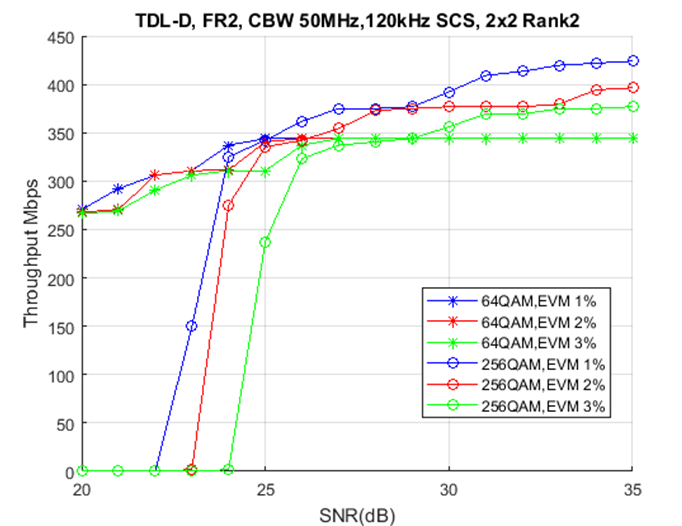 TDL-D, FR2, CBW 50MHz,120kHz SCS, 2x2 Rank2
450
400
350
300
250
200
150
100
50
0
Throughput Mbps
64QAM,EVM 1%
64QAM,EVM 2%
64QAM,EVM 3%
256QAM,EVM 1%
256QAM,EVM 2%
256QAM,EVM 3%
20
25
30
35
SNR(dB)